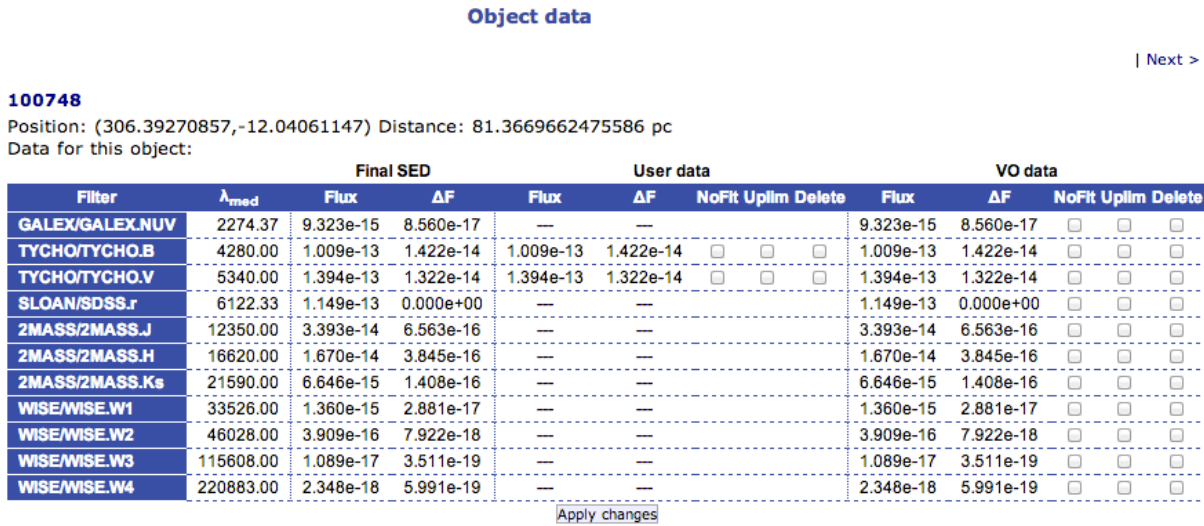 Object data
| Next >
100748
Position: (306.39270857,-12.04061147) Distance: 81.3669662475586 pc
Data for this object:
Final SED User data VO data
Filter λmed Flux ΔF Flux ΔF NoFit Uplim Delete Flux ΔF NoFit Uplim Delete
GALEX/GALEX.NUV 2274.37 9.323e-15 8.560e-17 --- --- 9.323e-15 8.560e-17
TYCHO/TYCHO.B 4280.00 1.009e-13 1.422e-14 1.009e-13 1.422e-14 1.009e-13 1.422e-14
TYCHO/TYCHO.V 5340.00 1.394e-13 1.322e-14 1.394e-13 1.322e-14 1.394e-13 1.322e-14
SLOAN/SDSS.r 6122.33 1.149e-13 0.000e+00 --- --- 1.149e-13 0.000e+00
2MASS/2MASS.J 12350.00 3.393e-14 6.563e-16 --- --- 3.393e-14 6.563e-16
2MASS/2MASS.H 16620.00 1.670e-14 3.845e-16 --- --- 1.670e-14 3.845e-16
2MASS/2MASS.Ks 21590.00 6.646e-15 1.408e-16 --- --- 6.646e-15 1.408e-16
WISE/WISE.W1 33526.00 1.360e-15 2.881e-17 --- --- 1.360e-15 2.881e-17
WISE/WISE.W2 46028.00 3.909e-16 7.922e-18 --- --- 3.909e-16 7.922e-18
WISE/WISE.W3 115608.00 1.089e-17 3.511e-19 --- --- 1.089e-17 3.511e-19
WISE/WISE.W4 220883.00 2.348e-18 5.991e-19 --- --- 2.348e-18 5.991e-19
Apply changes